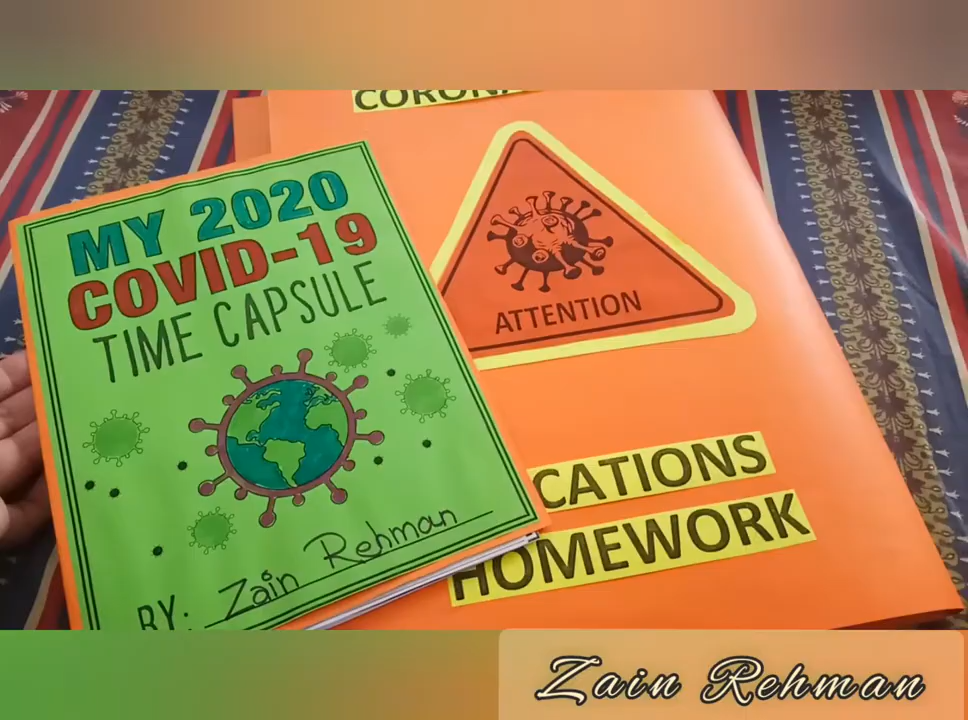 MY 2020
COVID-19
TIME CAPSULE
BY: Zain Rehman
ATTENTION
CATIONS
HOMEWORK
Zain Rehman